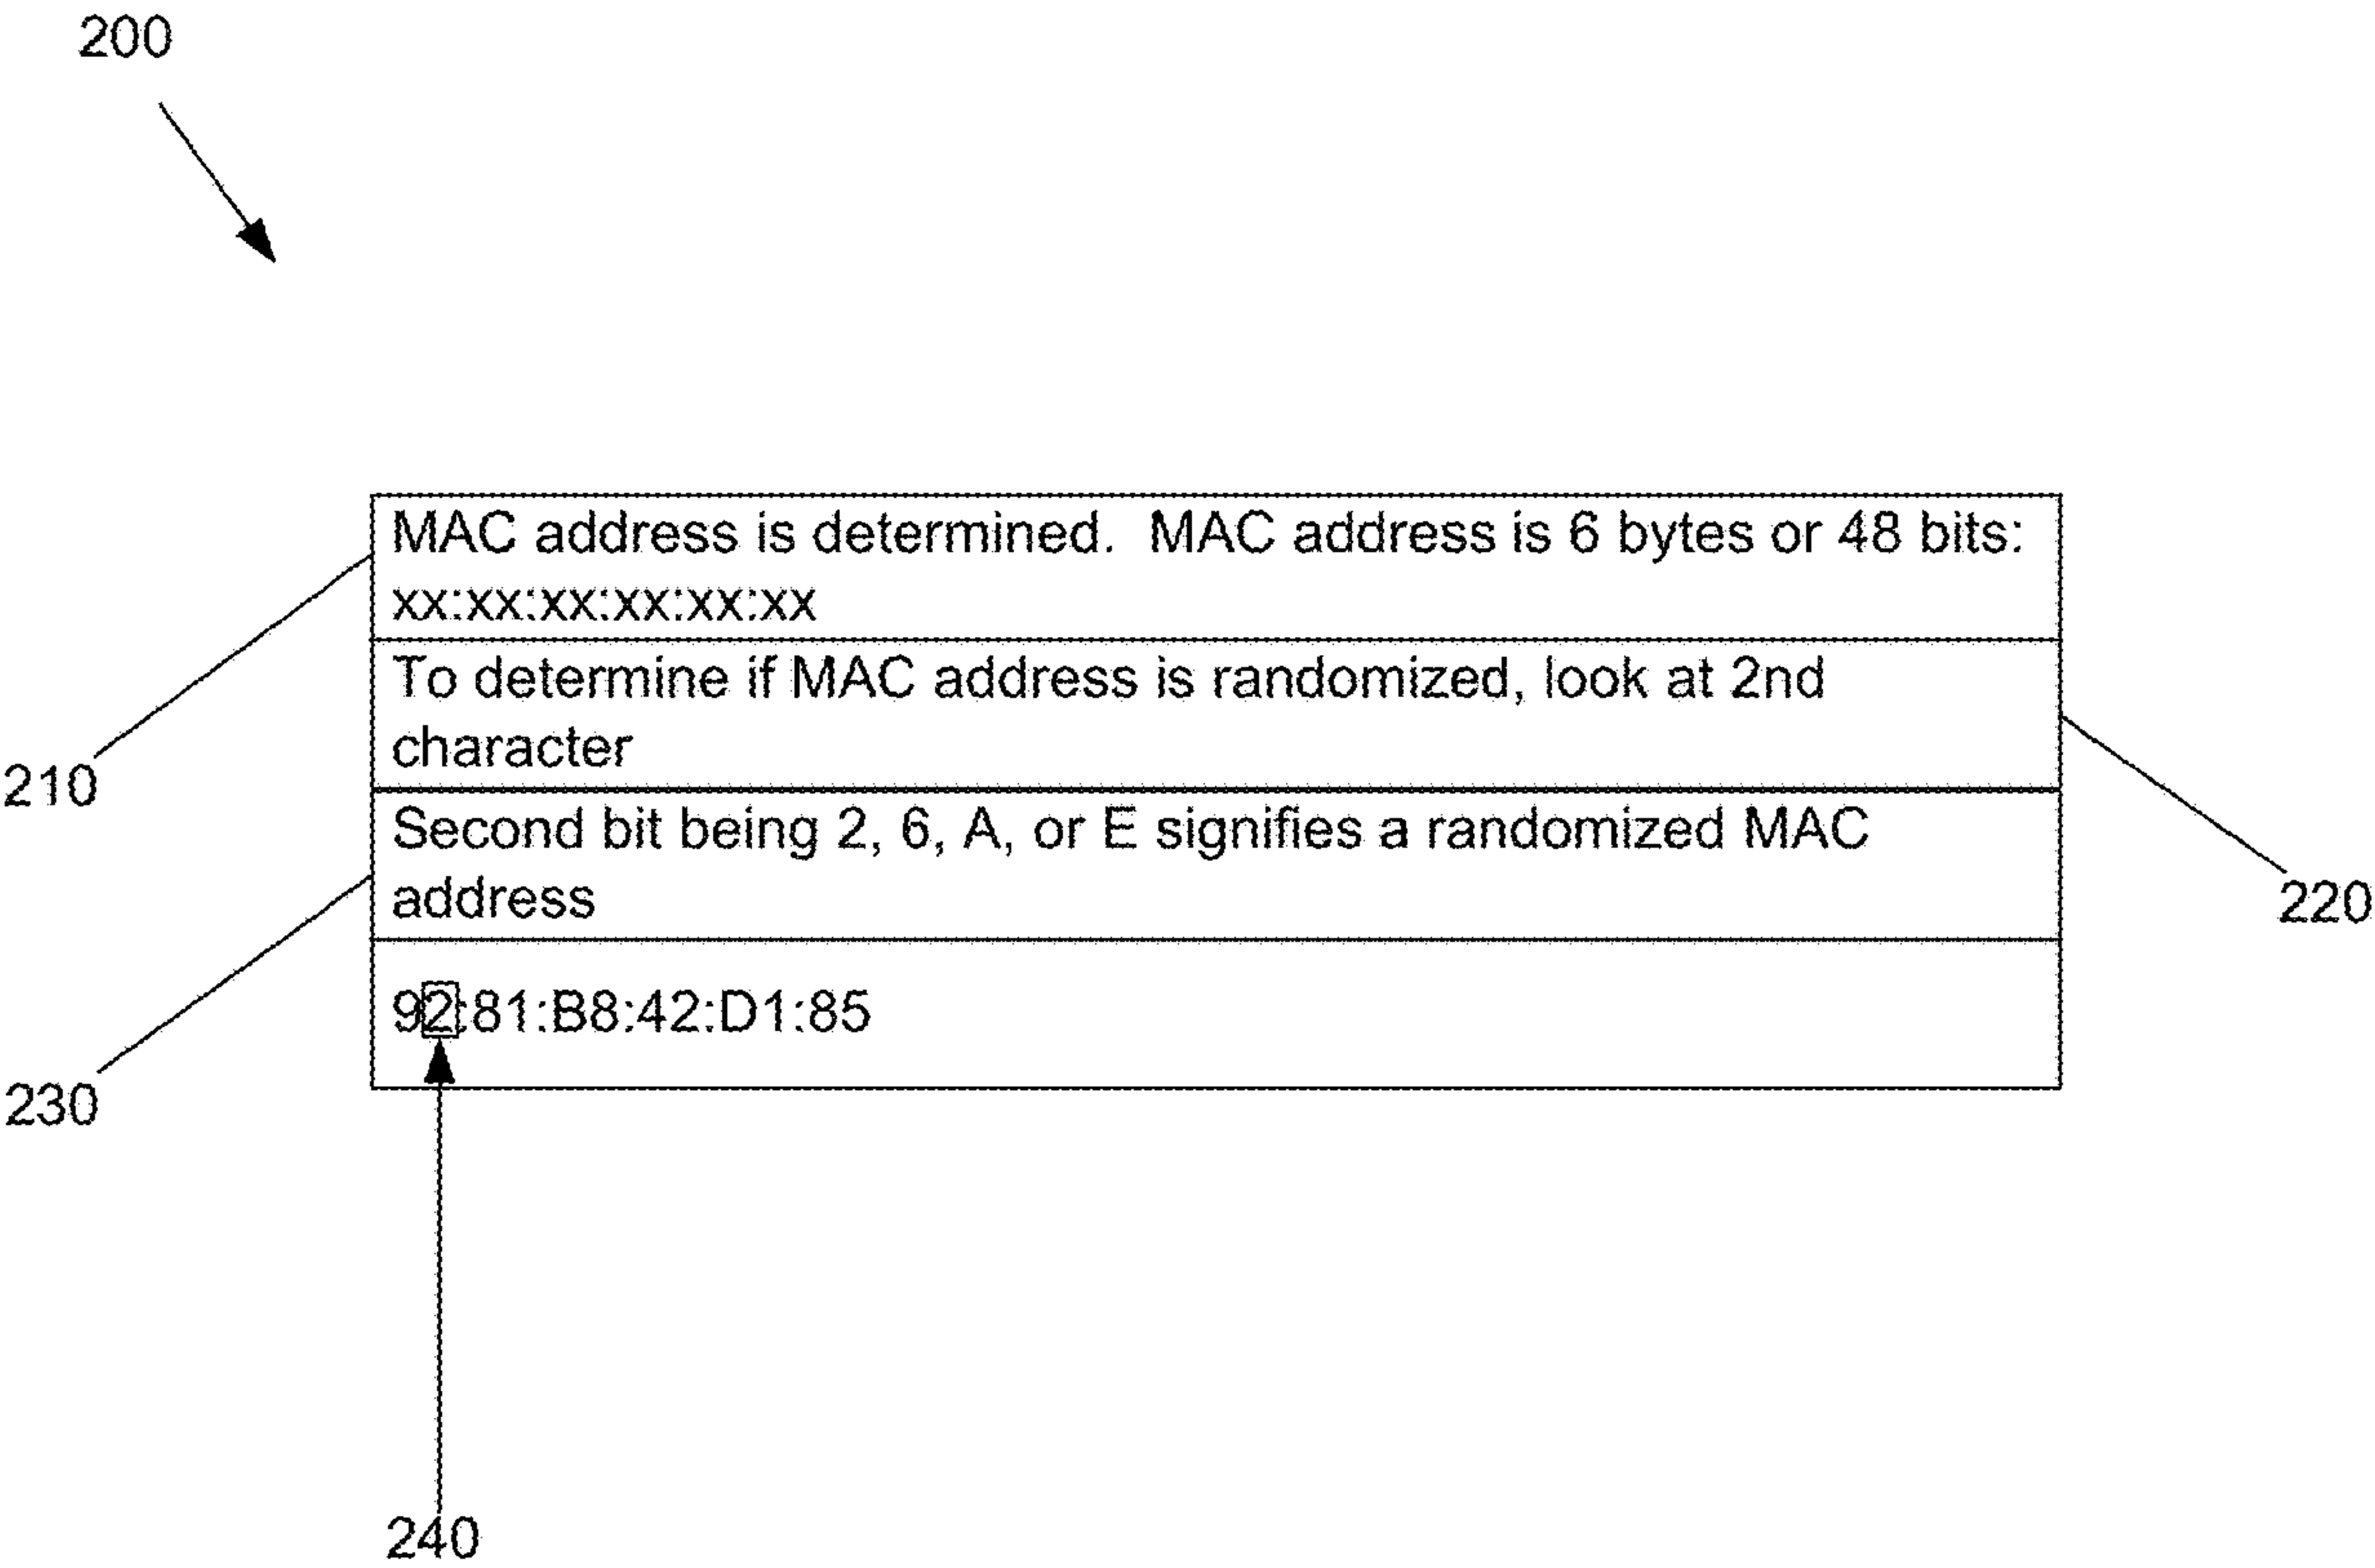 200
MAC address is determined.  MAC address is 6 bytes or 48 bits:
xx:xx:xx:xx:xx:xx
To determine if MAC address is randomized, look at 2nd
character
210
Second bit being 2, 6, A, or E signifies a randomized MAC
address
220
92:81:B8:42:D1:85
230
240